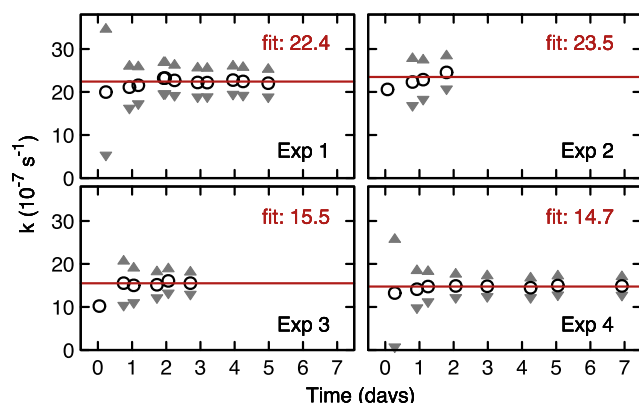 fit: 22.4
fit: 23.5
30
20
10
0
Exp 1
Exp 2
k (10⁻⁷ s⁻¹)
fit: 15.5
fit: 14.7
30
20
10
0
Exp 3
Exp 4
0 1 2 3 4 5 6 7
0 1 2 3 4 5 6 7
Time (days)